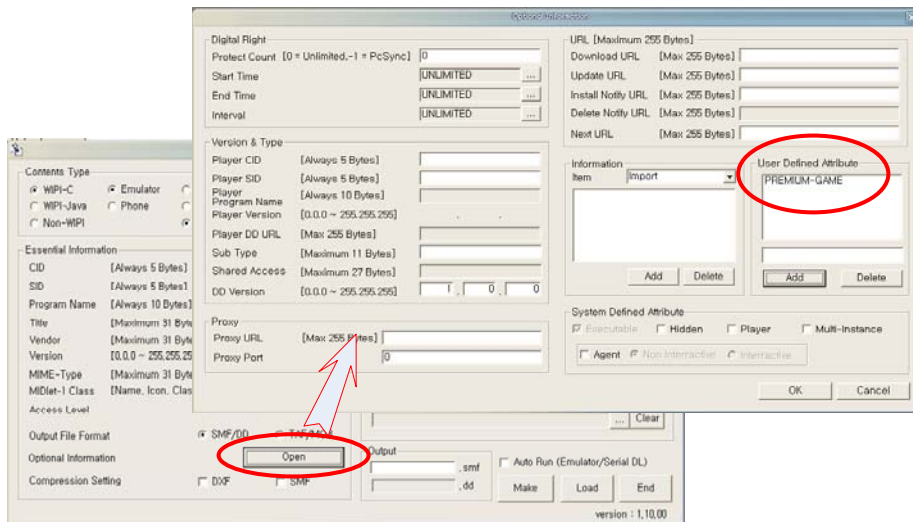 Optional Information
Digital Right
Protect Count [0 = Unlimited,-1 = PcSync] 0
Start Time UNLIMITED ...
End Time UNLIMITED ...
Interval UNLIMITED ...
Version & Type
Player CID [Always 5 Bytes]
Player SID [Always 5 Bytes]
Player Program Name [Always 10 Bytes]
Player Version [0.0.0 ~ 255.255.255] . .
Player DD URL [Max 255 Bytes]
Sub Type [Maximum 11 Bytes]
Shared Access [Maximum 27 Bytes]
DD Version [0.0.0 ~ 255.255.255] 1 . 0 . 0
Proxy
Proxy URL [Max 255 Bytes]
Proxy Port 0
URL [Maximum 255 Bytes]
Download URL [Max 255 Bytes]
Update URL [Max 255 Bytes]
Install Notify URL [Max 255 Bytes]
Delete Notify URL [Max 255 Bytes]
Next URL [Max 255 Bytes]
Information
Item Import
Add Delete
User Defined Attribute
PREMIUM-GAME
Add Delete
System Defined Attribute
Executable Hidden Player Multi-Instance
Agent Non Interractive Interractive
OK Cancel
Contents Type
WIPI-C Emulator
WIPI-Java Phone
Non-WIPI
Essential Information
CID [Always 5 Bytes]
SID [Always 5 Bytes]
Program Name [Always 10 Bytes]
Title [Maximum 31 Byte
Vendor [Maximum 31 Byte
Version [0.0.0 ~ 255.255.25
MIME-Type [Maximum 31 Byte
MIDlet-1 Class [Name, Icon, Clas
Access Level
... Clear
Output File Format SMF/DD
Optional Information Open
Compression Setting DXF SMF
Output
.smf
.dd
Auto Run (Emulator/Serial DL)
Make Load End
version : 1,10,00